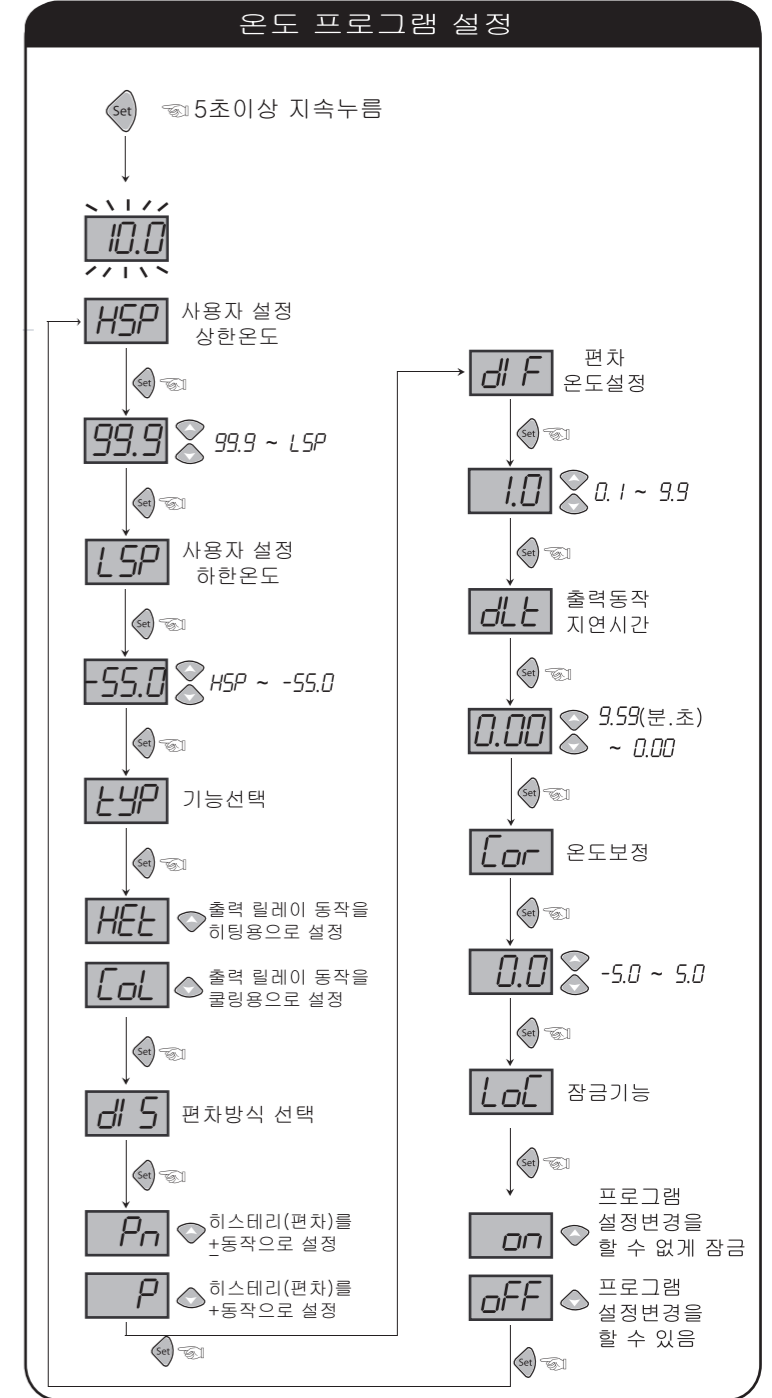 온도 프로그램 설정
Set
5초이상 지속누름
10.0
HSP
사용자 설정
상한온도
Set
99.9
99.9 ~ LSP
Set
LSP
사용자 설정
하한온도
Set
-55.0
HSP ~ -55.0
Set
tYP
기능선택
Set
HEt
출력 릴레이 동작을
히팅용으로 설정
CoL
출력 릴레이 동작을
쿨링용으로 설정
Set
dI S
편차방식 선택
Set
Pn
히스테리(편차)를
±동작으로 설정
P
히스테리(편차)를
+동작으로 설정
Set
dI F
편차
온도설정
Set
1.0
0.1 ~ 9.9
Set
dLt
출력동작
지연시간
Set
0.00
9.59(분.초)
~ 0.00
Set
Cor
온도보정
Set
0.0
-5.0 ~ 5.0
Set
LoC
잠금기능
Set
on
프로그램
설정변경을
할 수 없게 잠금
oFF
프로그램
설정변경을
할 수 있음
Set